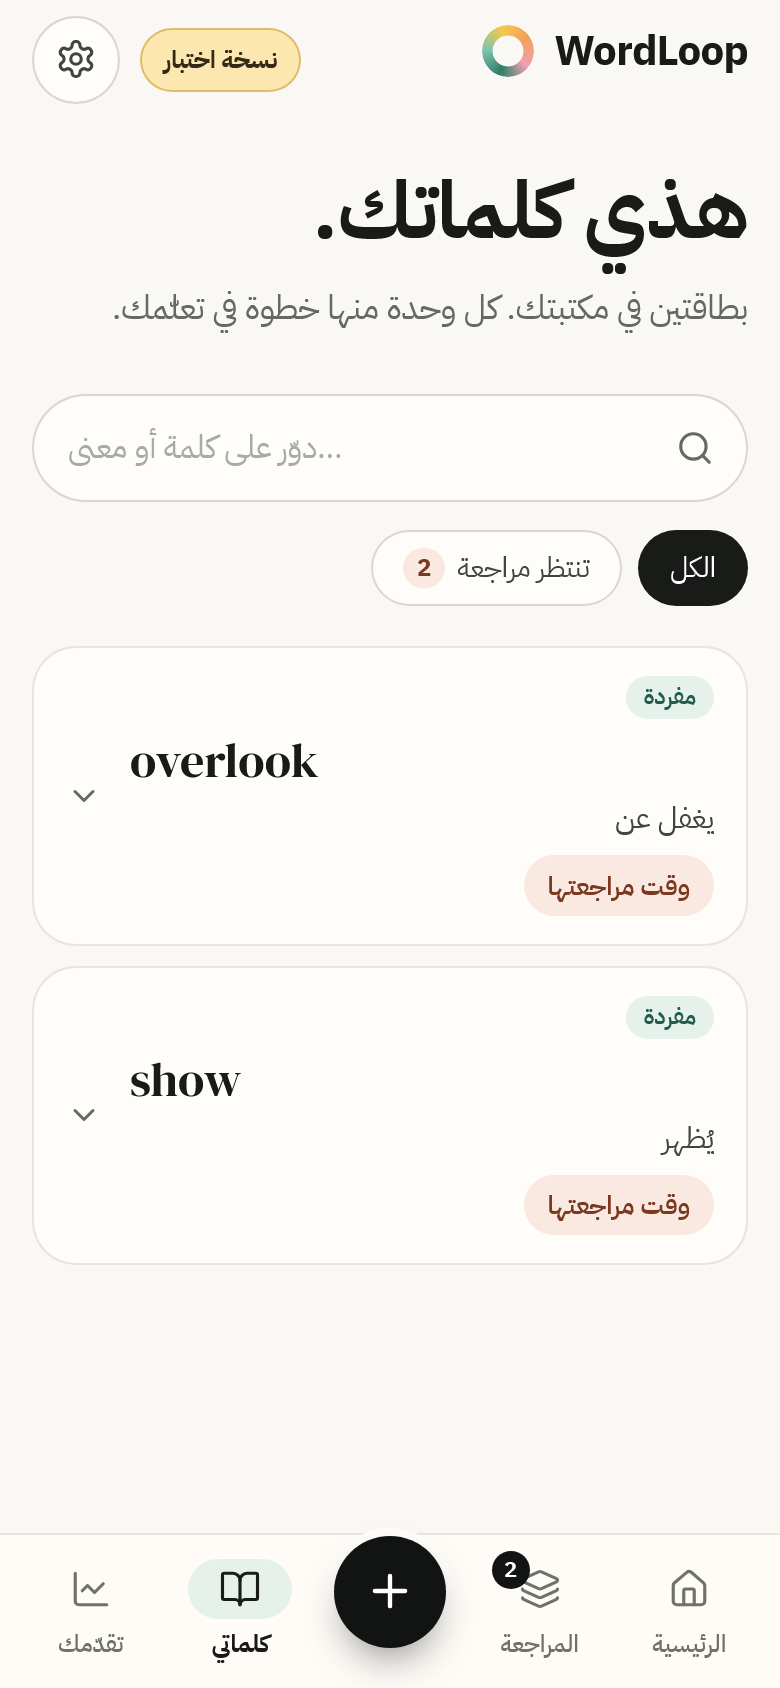 WordLoop
نسخة اختبار
هذي كلماتك.
بطاقتين في مكتبتك. كل وحدة منها خطوة في تعلّمك.
دوّر على كلمة أو معنى...
الكل
تنتظر مراجعة 2
مفردة
overlook
يغفل عن
وقت مراجعتها
مفردة
show
يُظهر
وقت مراجعتها
الرئيسية
المراجعة 2
كلماتي
تقدّمك